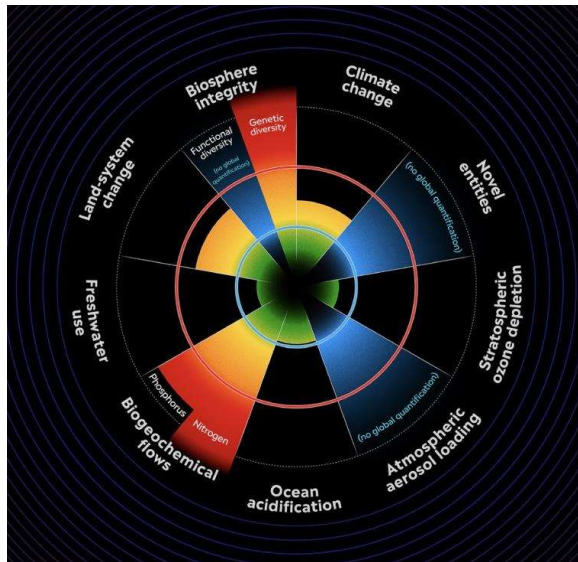 Biosphere
integrity
Climate
change
Functional
diversity
(no global
quantification)
Genetic
diversity
Novel
entities
(no global quantification)
Land-system
change
Stratospheric
ozone depletion
Freshwater
use
Phosphorus
Nitrogen
Biogeochemical
flows
(no global quantification)
Atmospheric
aerosol loading
Ocean
acidification